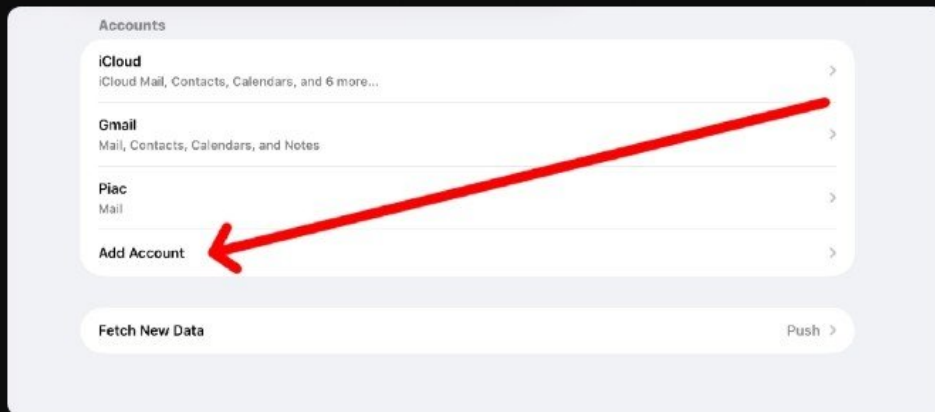 Accounts
iCloud
iCloud Mail, Contacts, Calendars, and 6 more...
Gmail
Mail, Contacts, Calendars, and Notes
Piac
Mail
Add Account
Fetch New Data Push